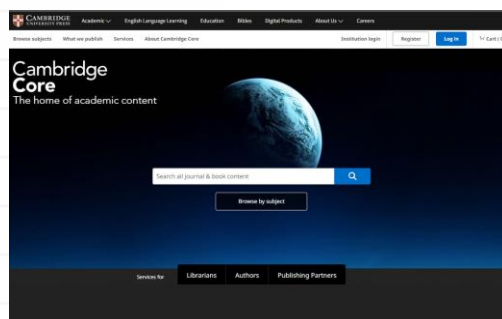 CAMBRIDGE
UNIVERSITY PRESS
Academic English Language Learning Education Bibles Digital Products About Us Careers
Browse subjects What we publish Services About Cambridge Core Institution login Register Log In Cart
Cambridge
Core
The home of academic content
Search all journal & book content
Browse by subject
Services for Librarians Authors Publishing Partners